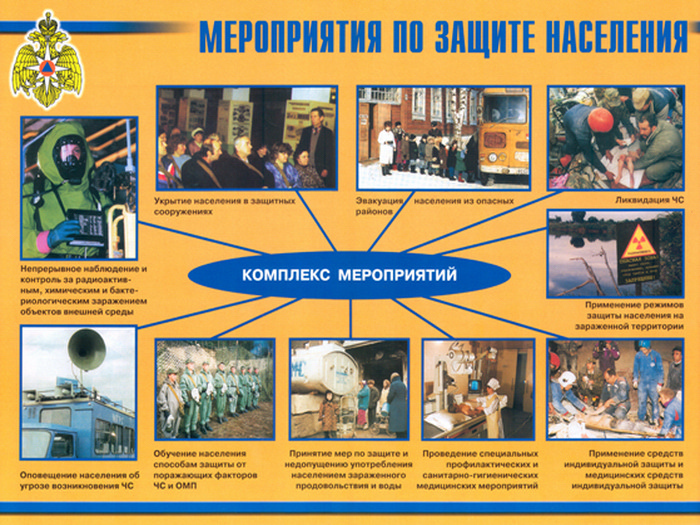 МЕРОПРИЯТИЯ ПО ЗАЩИТЕ НАСЕЛЕНИЯ
Укрытие населения в защитных
сооружениях
Эвакуация населения из опасных
районов
Ликвидация ЧС
КОМПЛЕКС МЕРОПРИЯТИЙ
Непрерывное наблюдение и
контроль за радиоактив-
ным, химическим и бакте-
риологическим заражением
объектов внешней среды
Применение режимов
защиты населения на
зараженной территории
Оповещение населения об
угрозе возникновения ЧС
Обучение населения
способам защиты от
поражающих факторов
ЧС и ОМП
Принятие мер по защите и
недопущению употребления
населением зараженного
продовольствия и воды
Проведение специальных
профилактических и
санитарно-гигиенических
медицинских мероприятий
Применение средств
индивидуальной защиты и
медицинских средств
индивидуальной защиты